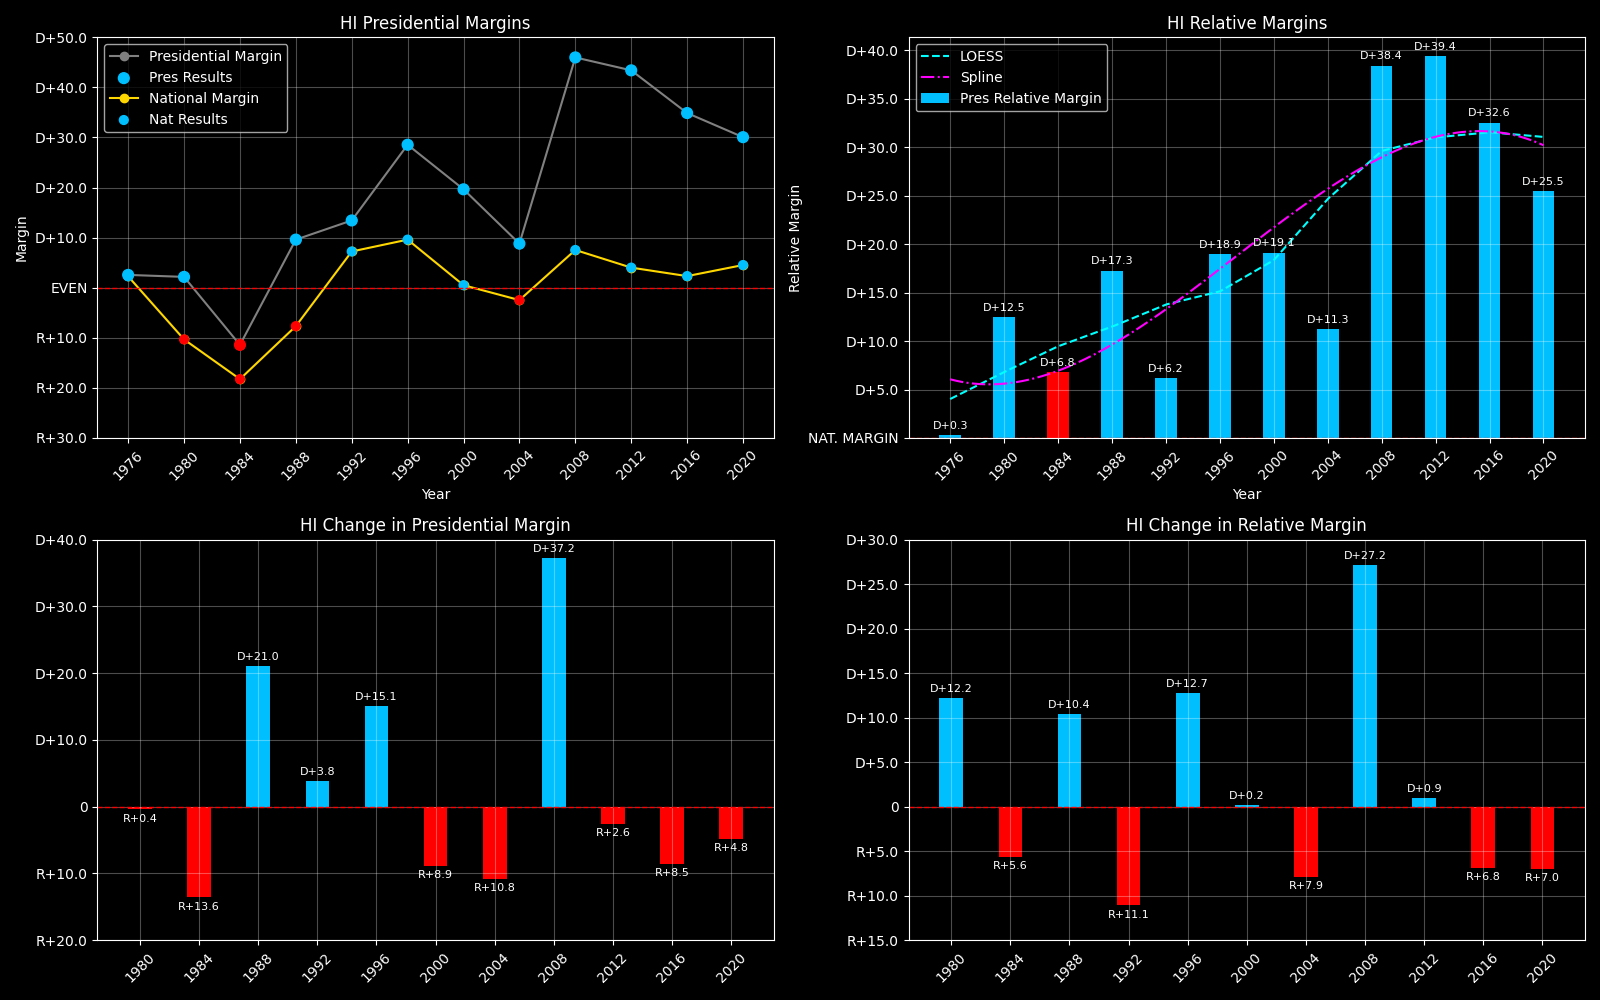 HI Presidential Margins
D+50.0
D+40.0
D+30.0
D+20.0
D+10.0
EVEN
R+10.0
R+20.0
R+30.0
Margin
Presidential Margin
Pres Results
National Margin
Nat Results
1976
1980
1984
1988
1992
1996
2000
2004
2008
2012
2016
2020
Year
HI Relative Margins
D+40.0
D+35.0
D+30.0
D+25.0
D+20.0
D+15.0
D+10.0
D+5.0
NAT. MARGIN
Relative Margin
LOESS
Spline
Pres Relative Margin
D+0.3
D+12.5
D+6.8
D+17.3
D+6.2
D+18.9
D+19.1
D+11.3
D+38.4
D+39.4
D+32.6
D+25.5
1976
1980
1984
1988
1992
1996
2000
2004
2008
2012
2016
2020
Year
HI Change in Presidential Margin
D+40.0
D+30.0
D+20.0
D+10.0
0
R+10.0
R+20.0
R+0.4
R+13.6
D+21.0
D+3.8
D+15.1
R+8.9
R+10.8
D+37.2
R+2.6
R+8.5
R+4.8
1980
1984
1988
1992
1996
2000
2004
2008
2012
2016
2020
HI Change in Relative Margin
D+30.0
D+25.0
D+20.0
D+15.0
D+10.0
D+5.0
0
R+5.0
R+10.0
R+15.0
D+12.2
R+5.6
D+10.4
R+11.1
D+12.7
D+0.2
R+7.9
D+27.2
D+0.9
R+6.8
R+7.0
1980
1984
1988
1992
1996
2000
2004
2008
2012
2016
2020